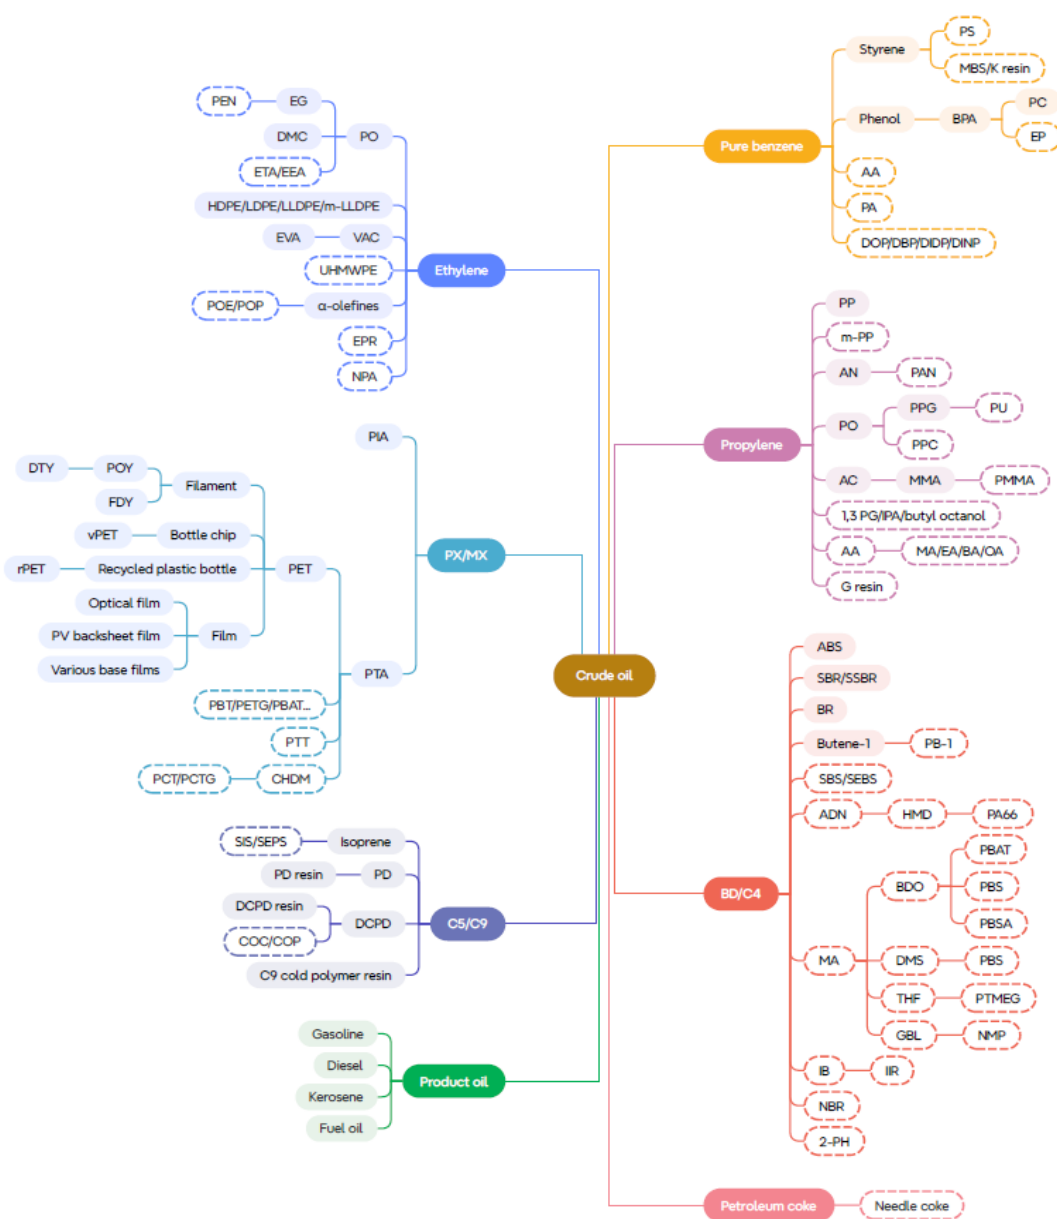 PS
Styrene
MBS/K resin
PEN
EG
PC
DMC
PO
Phenol
BPA
EP
Pure benzene
ETA/EEA
AA
HDPE/LDPE/LLDPE/m-LLDPE
PA
EVA
VAC
DOP/DBP/DIDP/DINP
UHMWPE
Ethylene
POE/POP
α-olefines
PP
EPR
m-PP
NPA
AN
PAN
PPG
PU
PO
PIA
Propylene
PPC
DTY
POY
Filament
AC
MMA
PMMA
FDY
1,3 PG/IPA/butyl octanol
vPET
Bottle chip
PX/MX
AA
MA/EA/BA/OA
rPET
Recycled plastic bottle
PET
G resin
Optical film
PV backsheet film
Film
ABS
Various base films
PTA
Crude oil
SBR/SSBR
PBT/PETG/PBAT...
BR
PTT
Butene-1
PB-1
PCT/PCTG
CHDM
SBS/SEBS
ADN
HMD
PA66
SIS/SEPS
Isoprene
PBAT
PD resin
PD
BDO
PBS
BD/C4
DCPD resin
DCPD
C5/C9
PBSA
COC/COP
MA
DMS
PBS
C9 cold polymer resin
THF
PTMEG
Gasoline
GBL
NMP
Diesel
IB
IIR
Product oil
Kerosene
NBR
Fuel oil
2-PH
Petroleum coke
Needle coke